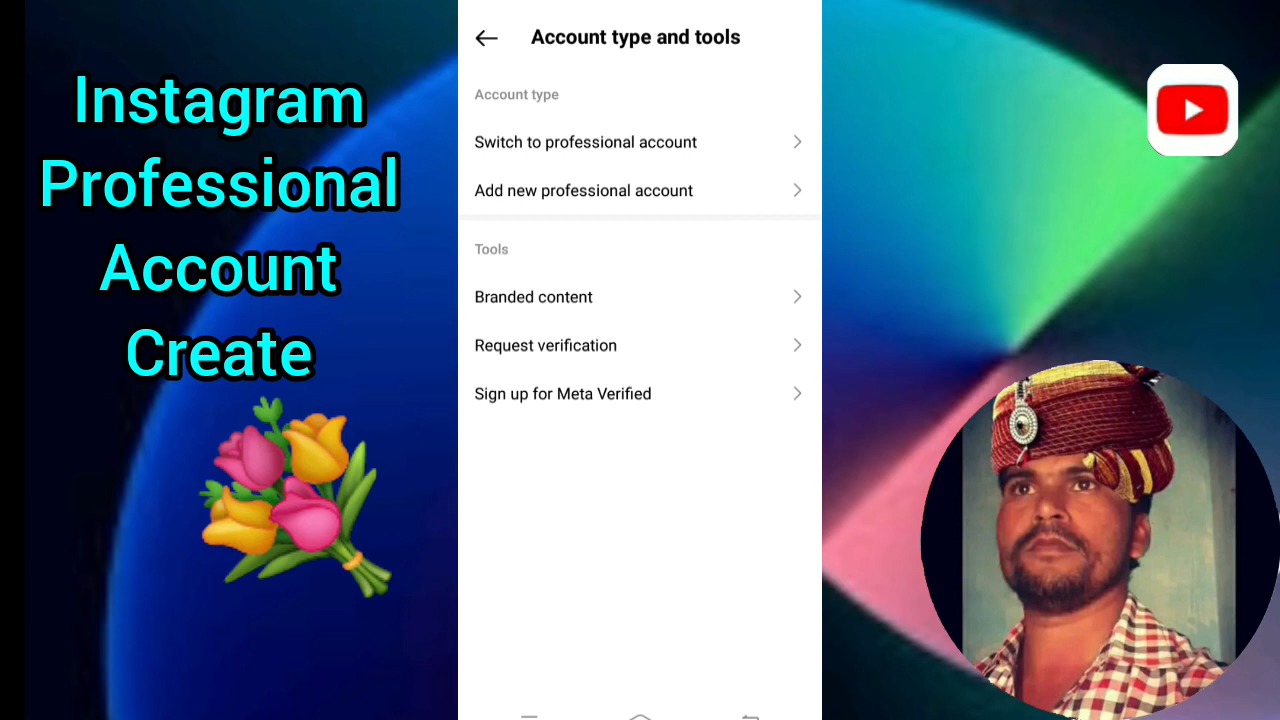 Instagram
Professional
Account
Create
Account type and tools
Account type
Switch to professional account
Add new professional account
Tools
Branded content
Request verification
Sign up for Meta Verified